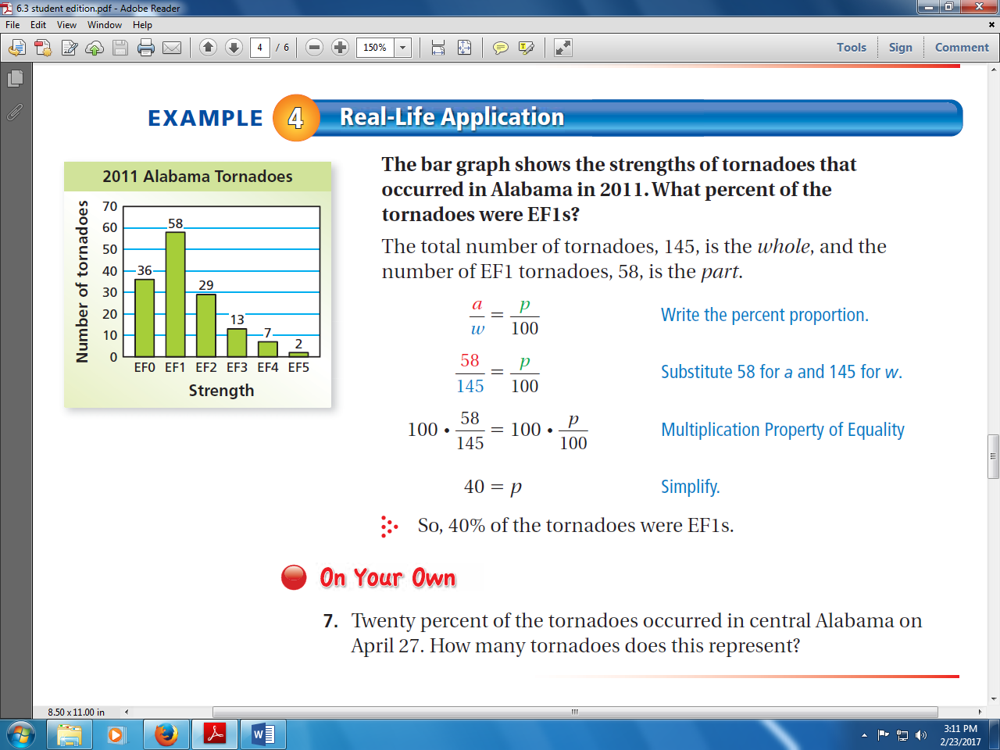 6.3 student edition.pdf - Adobe Reader
File Edit View Window Help
4 / 6 150% Tools Sign Comment
EXAMPLE 4 Real-Life Application
2011 Alabama Tornadoes
Number of tornadoes
70
60
50
40
30
20
10
0
36
58
29
13
7
2
EF0 EF1 EF2 EF3 EF4 EF5
Strength
The bar graph shows the strengths of tornadoes that
occurred in Alabama in 2011. What percent of the
tornadoes were EF1s?
The total number of tornadoes, 145, is the whole, and the
number of EF1 tornadoes, 58, is the part.
a/w = p/100 Write the percent proportion.
58/145 = p/100 Substitute 58 for a and 145 for w.
100 • 58/145 = 100 • p/100 Multiplication Property of Equality
40 = p Simplify.
So, 40% of the tornadoes were EF1s.
On Your Own
7. Twenty percent of the tornadoes occurred in central Alabama on
April 27. How many tornadoes does this represent?
8.50 x 11.00 in
3:11 PM
2/23/2017